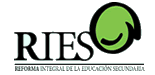 RIES
REFORMA INTEGRAL DE LA EDUCACIÓN SECUNDARIA